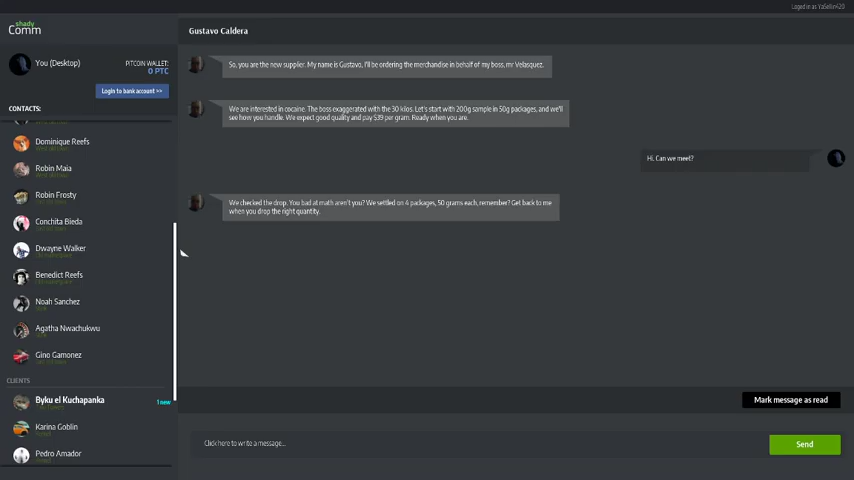 Logged in as YaSellin420
shady
Comm
Gustavo Caldera
You (Desktop)
PITCOIN WALLET:
0 PTC
Login to bank account >>
CONTACTS:
Dominique Reefs
Robin Maia
Robin Frosty
Conchita Bieda
Dwayne Walker
Benedict Reefs
Noah Sanchez
Agatha Nwachukwu
Gino Gamonez
CLIENTS
Byku el Kuchapanka
1 new
Karina Goblin
Pedro Amador
So, you are the new supplier. My name is Gustavo, I'll be ordering the merchandise in behalf of my boss, mr Velasquez.
We are interested in cocaine. The boss exaggerated with the 30 kilos. Let's start with 200g sample in 50g packages, and we'll
see how you handle. We expect good quality and pay $39 per gram. Ready when you are.
Hi. Can we meet?
We checked the drop. You bad at math aren't you? We settled on 4 packages, 50 grams each, remember? Get back to me
when you drop the right quantity.
Mark message as read
Click here to write a message...
Send